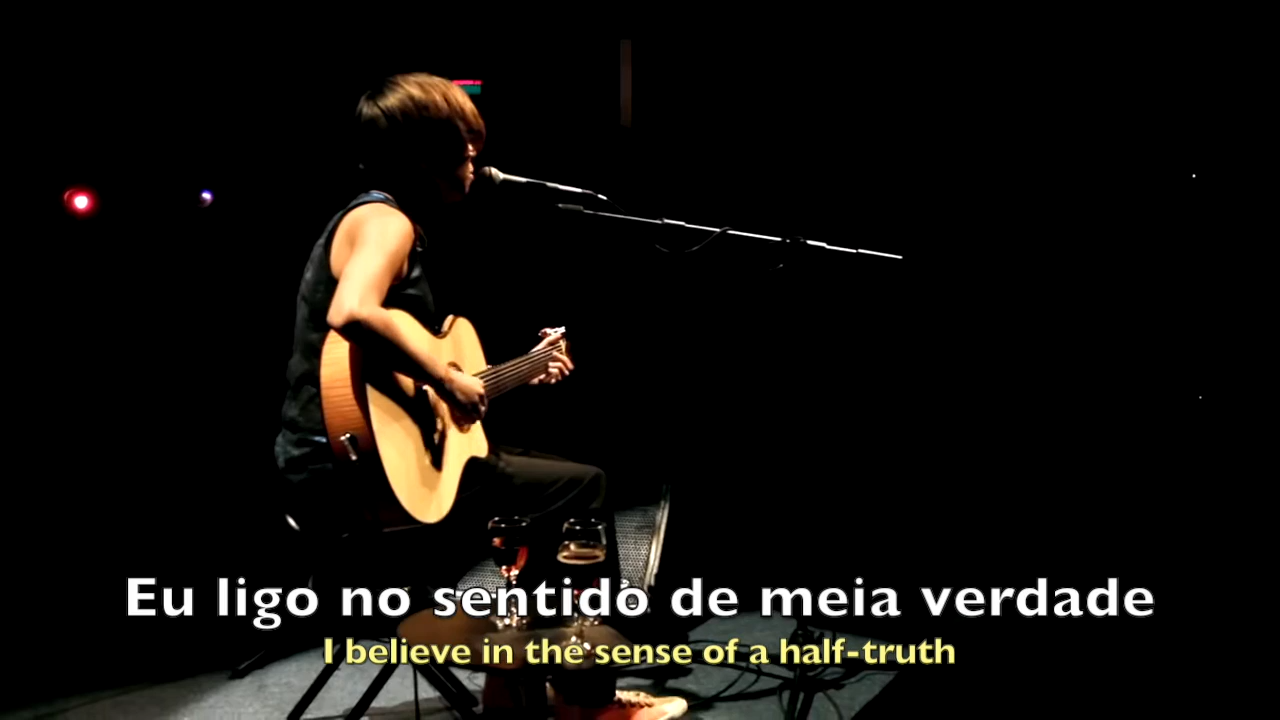 Eu ligo no sentido de meia verdade
I believe in the sense of a half-truth